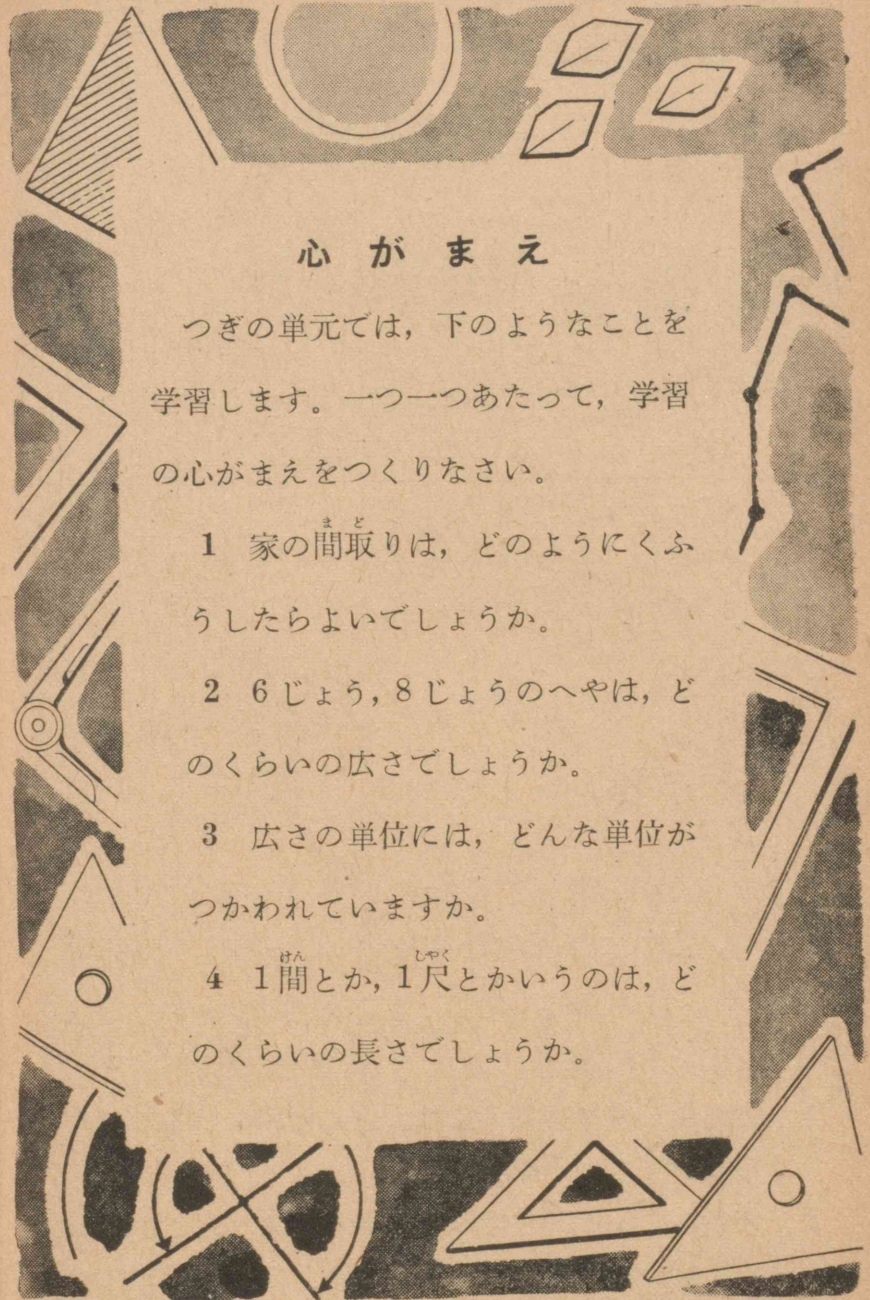 心がまえ
つぎの単元では，下のようなことを
学習します。一つ一つあたって，学習
の心がまえをつくりなさい。
1 家の間取りは，どのようにくふ
うしたらよいでしょうか。
2 6じょう，8じょうのへやは，ど
のくらいの広さでしょうか。
3 広さの単位には，どんな単位が
つかわれていますか。
4 1間とか，1尺とかいうのは，ど
のくらいの長さでしょうか。